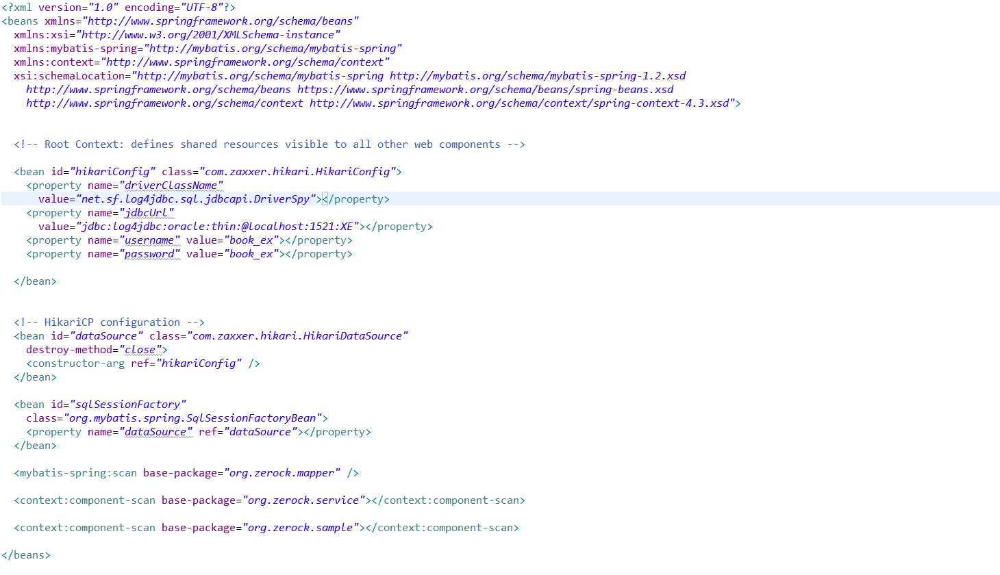 <?xml version="1.0" encoding="UTF-8"?>
<beans xmlns="http://www.springframework.org/schema/beans"
xmlns:xsi="http://www.w3.org/2001/XMLSchema-instance"
xmlns:mybatis-spring="http://mybatis.org/schema/mybatis-spring"
xmlns:context="http://www.springframework.org/schema/context"
xsi:schemaLocation="http://mybatis.org/schema/mybatis-spring http://mybatis.org/schema/mybatis-spring-1.2.xsd
http://www.springframework.org/schema/beans https://www.springframework.org/schema/beans/spring-beans.xsd
http://www.springframework.org/schema/context http://www.springframework.org/schema/context/spring-context-4.3.xsd">
<!-- Root Context: defines shared resources visible to all other web components -->
<bean id="hikariConfig" class="com.zaxxer.hikari.HikariConfig">
<property name="driverClassName"
value="net.sf.log4jdbc.sql.jdbcapi.DriverSpy"></property>
<property name="jdbcUrl"
value="jdbc:log4jdbc:oracle:thin:@localhost:1521:XE"></property>
<property name="username" value="book_ex"></property>
<property name="password" value="book_ex"></property>
</bean>
<!-- HikariCP configuration -->
<bean id="dataSource" class="com.zaxxer.hikari.HikariDataSource"
destroy-method="close">
<constructor-arg ref="hikariConfig" />
</bean>
<bean id="sqlSessionFactory"
class="org.mybatis.spring.SqlSessionFactoryBean">
<property name="dataSource" ref="dataSource"></property>
</bean>
<mybatis-spring:scan base-package="org.zerock.mapper" />
<context:component-scan base-package="org.zerock.service"></context:component-scan>
<context:component-scan base-package="org.zerock.sample"></context:component-scan>
</beans>